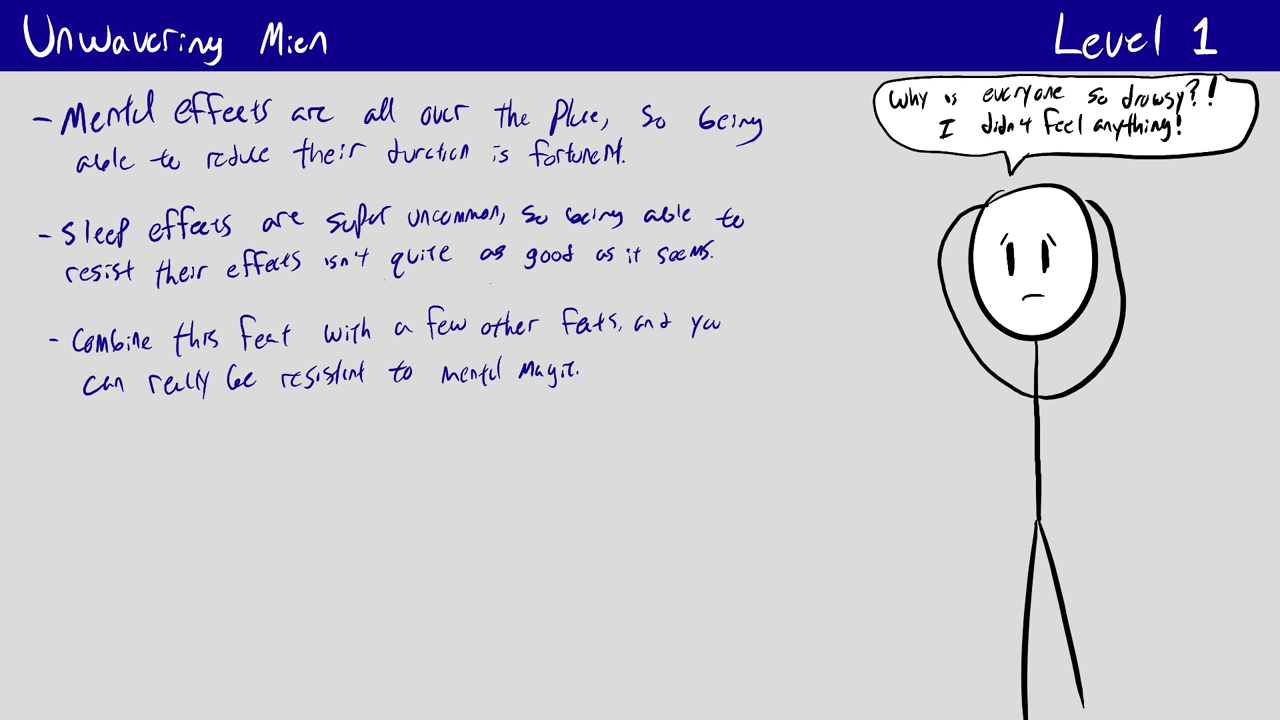 Unwavering Mien
Level 1
- Mental effects are all over the place, so being
able to reduce their duration is fortunent.
- Sleep effects are super uncommon, so being able to
resist their effects isn't quite as good as it seems.
- Combine this feat with a few other feats, and you
can really be resistent to mental magic.
Why is everyone so drowsy?!
I didn't feel anything!